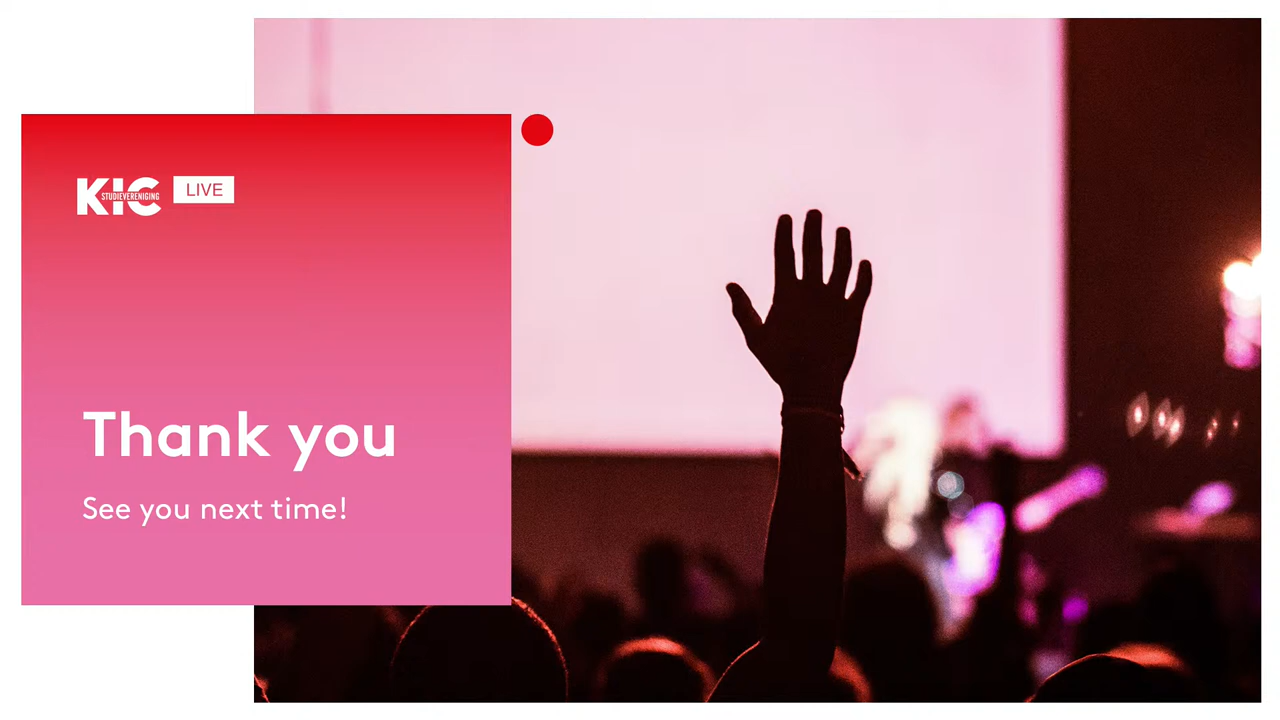 KIC
STUDIEVERENIGING
LIVE
Thank you
See you next time!